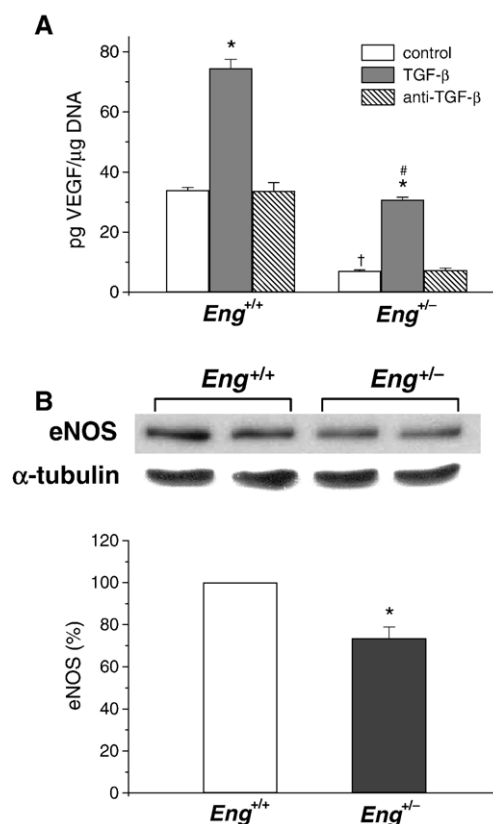 A
control
TGF-β
anti-TGF-β
*
#
*
†
pg VEGF/µg DNA
80
60
40
20
0
Eng+/+
Eng+/−
B
Eng+/+
Eng+/−
eNOS
α-tubulin
120
100
80
60
40
20
0
*
eNOS (%)
Eng+/+
Eng+/−